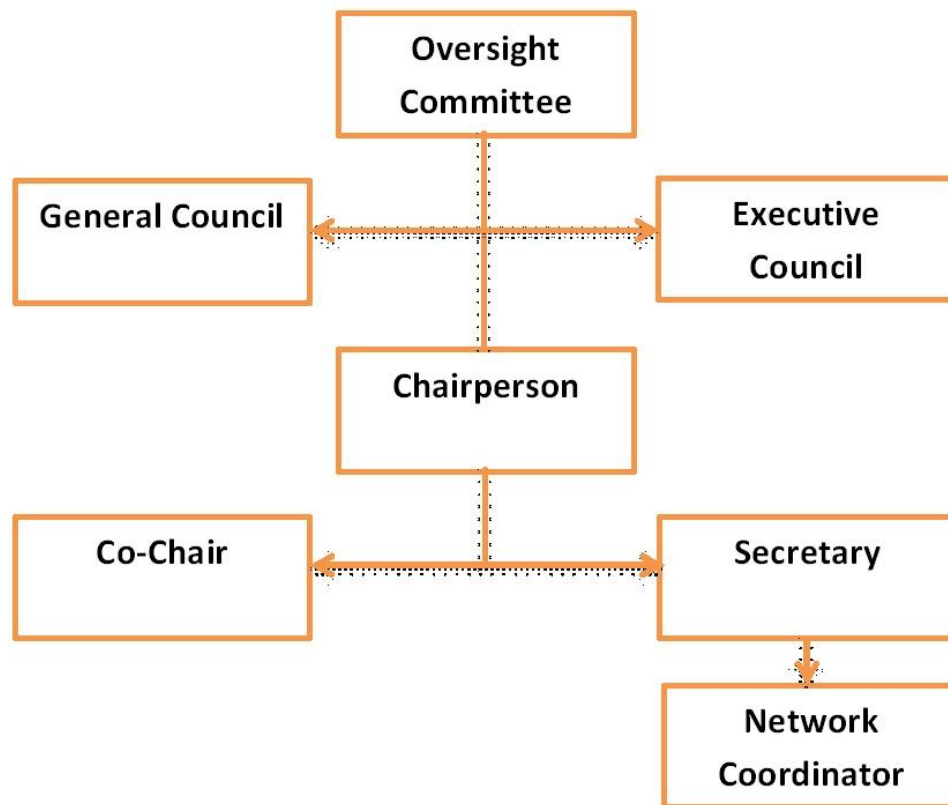 Oversight
Committee
General Council
Executive
Council
Chairperson
Co-Chair
Secretary
Network
Coordinator